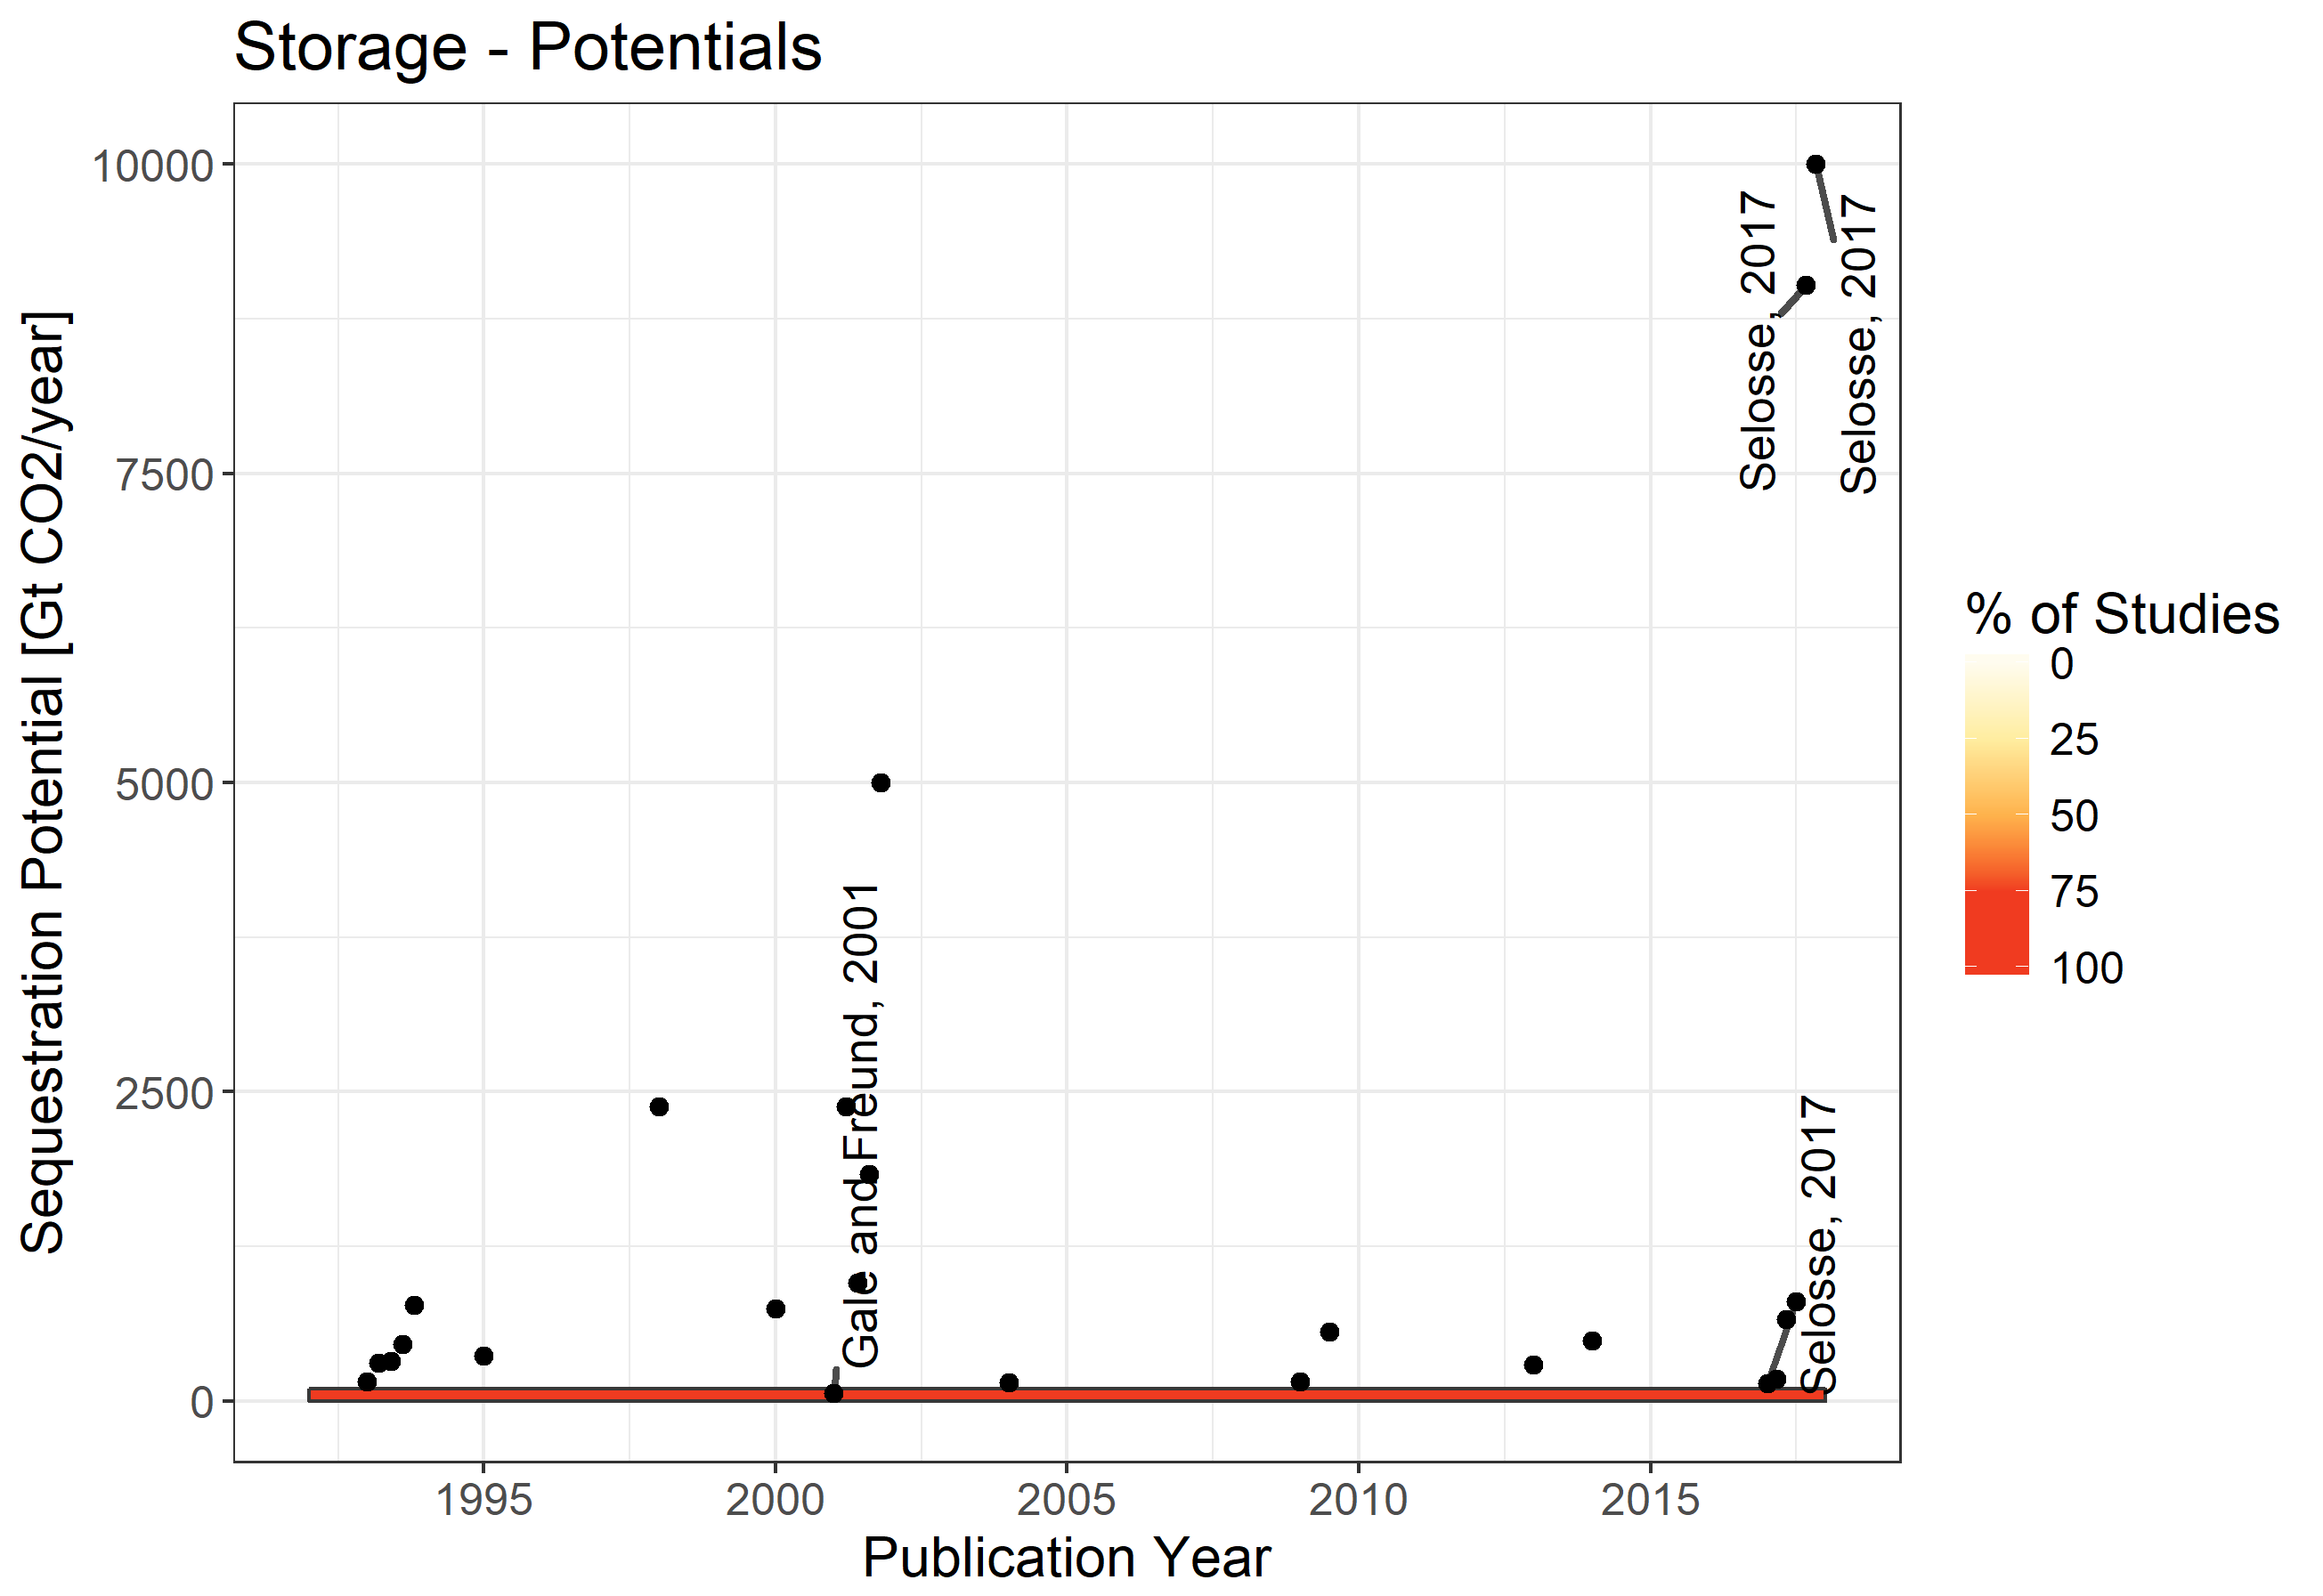 Storage - Potentials
Sequestration Potential [Gt CO2/year]
10000
7500
5000
2500
0
Selosse, 2017
Selosse, 2017
Gale and Freund, 2001
Selosse, 2017
1995
2000
2005
2010
2015
Publication Year
% of Studies
0
25
50
75
100